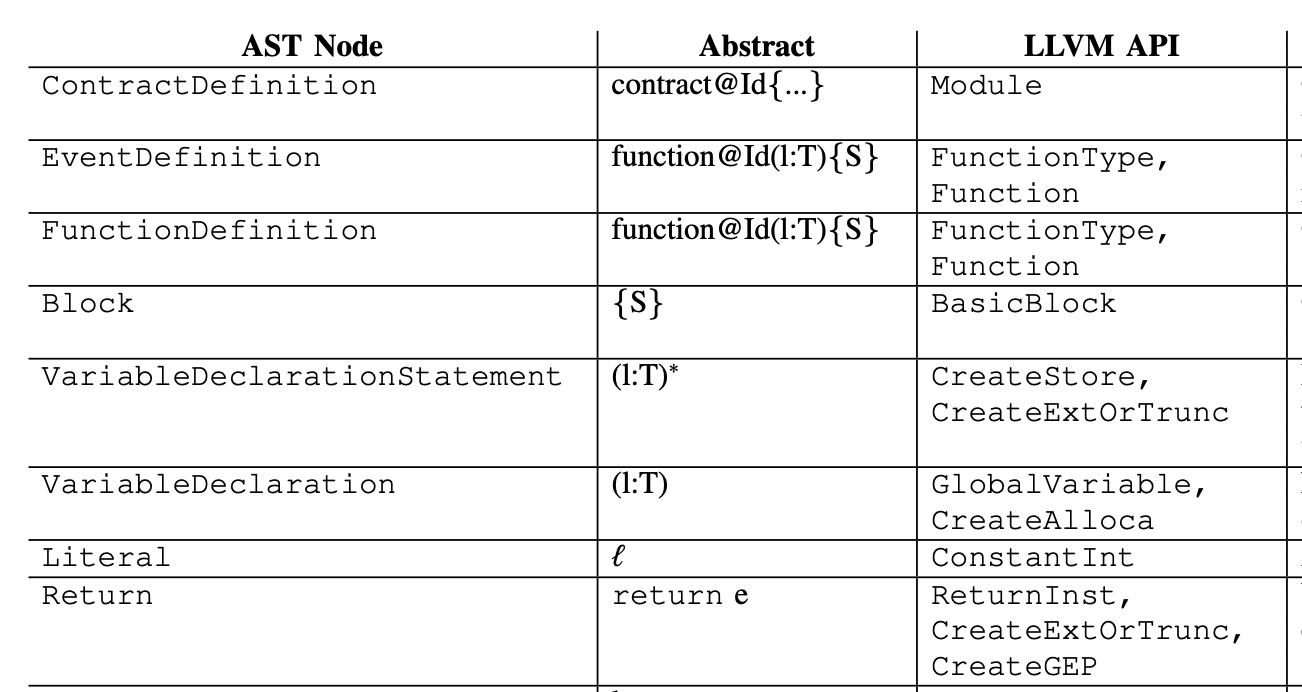 AST Node Abstract LLVM API
ContractDefinition contract@Id{...} Module
EventDefinition function@Id(l:T){S} FunctionType,
Function
FunctionDefinition function@Id(l:T){S} FunctionType,
Function
Block {S} BasicBlock
VariableDeclarationStatement (l:T)* CreateStore,
CreateExtOrTrunc
VariableDeclaration (l:T) GlobalVariable,
CreateAlloca
Literal ℓ ConstantInt
Return return e ReturnInst,
CreateExtOrTrunc,
CreateGEP